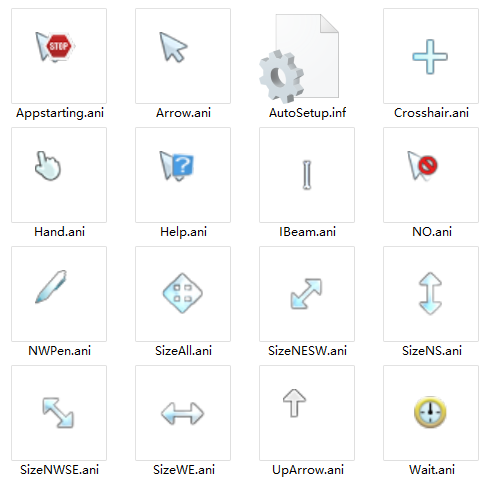 STOP
Appstarting.ani
Arrow.ani
AutoSetup.inf
Crosshair.ani
?
Hand.ani
Help.ani
IBeam.ani
NO.ani
NWPen.ani
SizeAll.ani
SizeNESW.ani
SizeNS.ani
SizeNWSE.ani
SizeWE.ani
UpArrow.ani
Wait.ani